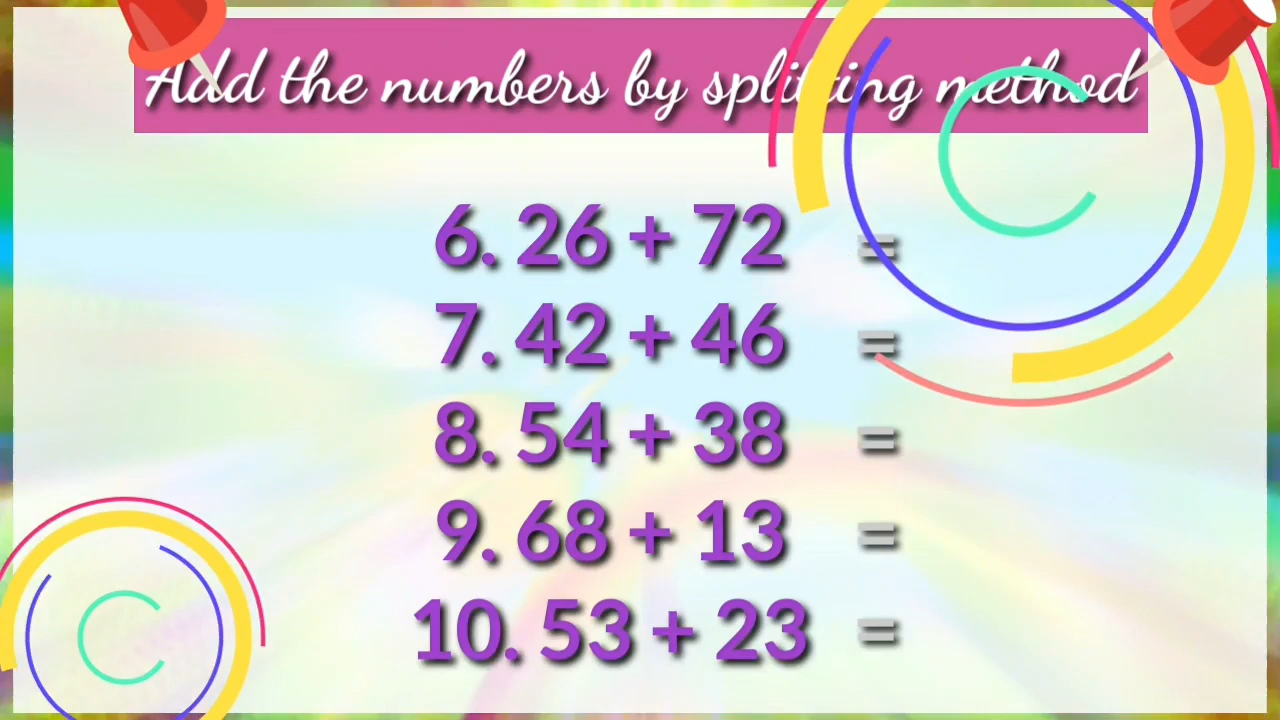 Add the numbers by splitting method
6. 26 + 72 =
7. 42 + 46 =
8. 54 + 38 =
9. 68 + 13 =
10. 53 + 23 =